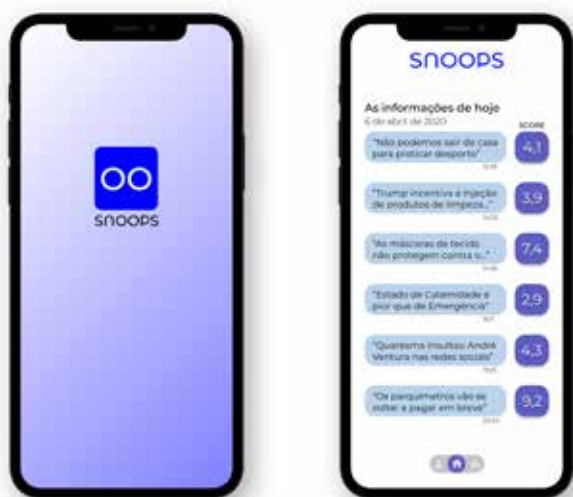 SNOOPS
SNOOPS
As informações de hoje
6 de abril de 2020
SCORE
"Não podemos sair de casa
para praticar desporto"
4,1
"Trump incentiva a injeção
de produtos de limpeza..."
3,9
"As máscaras de tecido
não protegem contra o..."
7,4
"Estado de Calamidade é
pior que de Emergência"
2,9
"Quaresma insultou André
Ventura nas redes sociais"
4,3
"Os parquímetros vão se
voltar a pagar em breve"
9,2